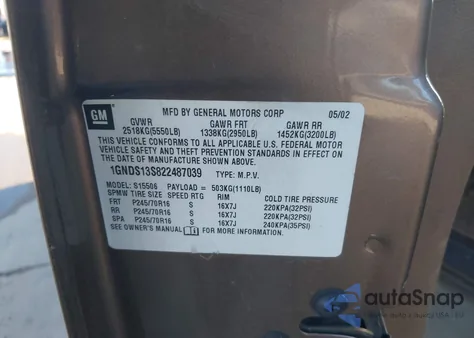 GM
MFD BY GENERAL MOTORS CORP 05/02
GVWR GAWR FRT GAWR RR
2518KG(5550LB) 1338KG(2950LB) 1452KG(3200LB)
THIS VEHICLE CONFORMS TO ALL APPLICABLE U.S. FEDERAL MOTOR
VEHICLE SAFETY AND THEFT PREVENTION STANDARDS IN EFFECT ON
THE DATE OF MANUFACTURE SHOWN ABOVE.
1GNDS13S822487039 TYPE: M.P.V.
MODEL: S15506 PAYLOAD = 503KG(1110LB)
SPMW TIRE SIZE SPEED RTG RIM COLD TIRE PRESSURE
FRT P245/70R16 S 16X7J 220KPA(32PSI)
RR P245/70R16 S 16X7J 220KPA(32PSI)
SPA P245/70R16 S 16X7J 240KPA(35PSI)
SEE OWNER'S MANUAL FOR MORE INFORMATION.
autoSnap